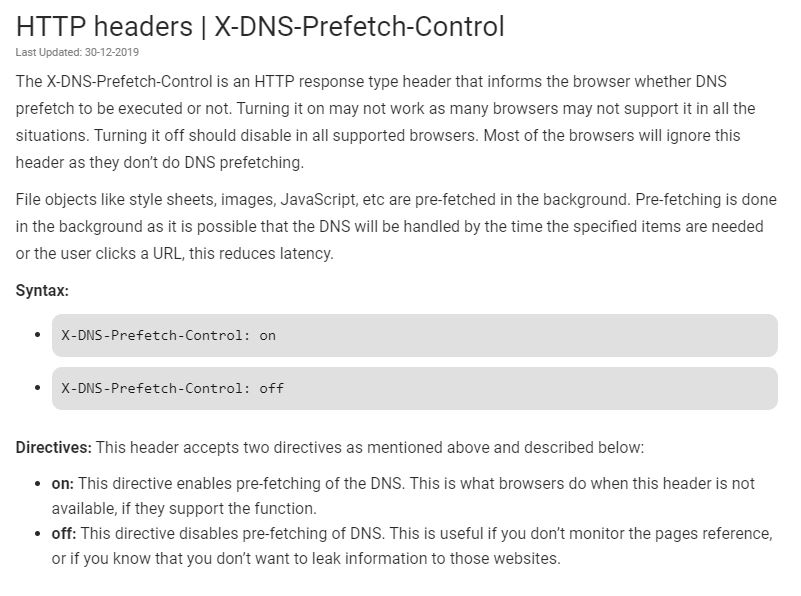 HTTP headers | X-DNS-Prefetch-Control
Last Updated: 30-12-2019
The X-DNS-Prefetch-Control is an HTTP response type header that informs the browser whether DNS
prefetch to be executed or not. Turning it on may not work as many browsers may not support it in all the
situations. Turning it off should disable in all supported browsers. Most of the browsers will ignore this
header as they don’t do DNS prefetching.
File objects like style sheets, images, JavaScript, etc are pre-fetched in the background. Pre-fetching is done
in the background as it is possible that the DNS will be handled by the time the specified items are needed
or the user clicks a URL, this reduces latency.
Syntax:
• X-DNS-Prefetch-Control: on
• X-DNS-Prefetch-Control: off
Directives: This header accepts two directives as mentioned above and described below:
• on: This directive enables pre-fetching of the DNS. This is what browsers do when this header is not
available, if they support the function.
• off: This directive disables pre-fetching of DNS. This is useful if you don’t monitor the pages reference,
or if you know that you don’t want to leak information to those websites.